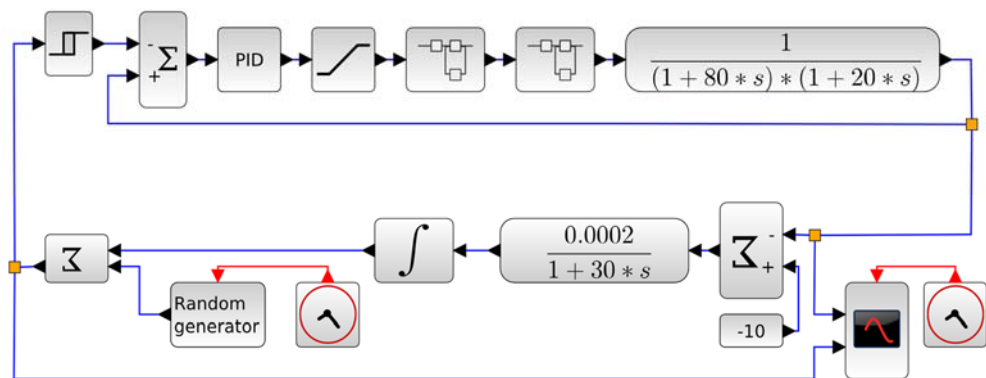 - Σ
+
PID
1
(1 + 80 * s) * (1 + 20 * s)
Σ
∫
0.0002
1 + 30 * s
Σ -
+
Random
generator
-10